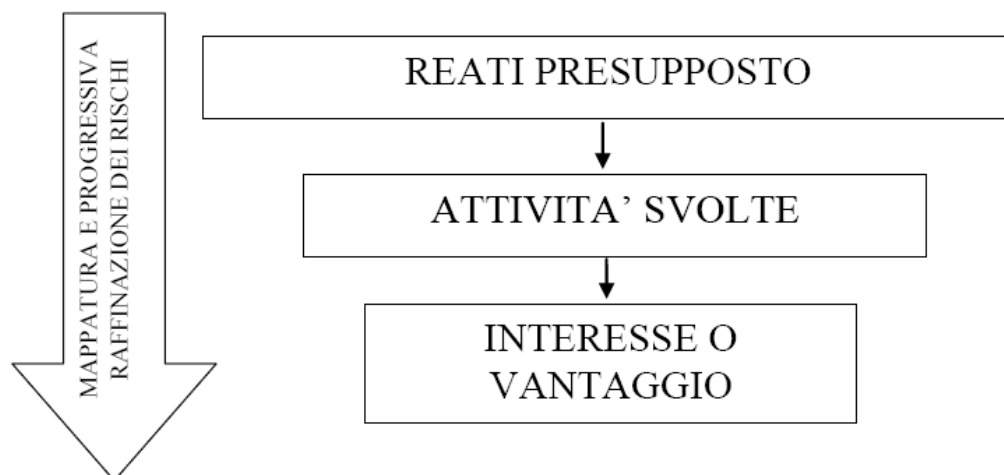 MAPPATURA E PROGRESSIVA
RAFFINAZIONE DEI RISCHI
REATI PRESUPPOSTO
ATTIVITA’ SVOLTE
INTERESSE O
VANTAGGIO